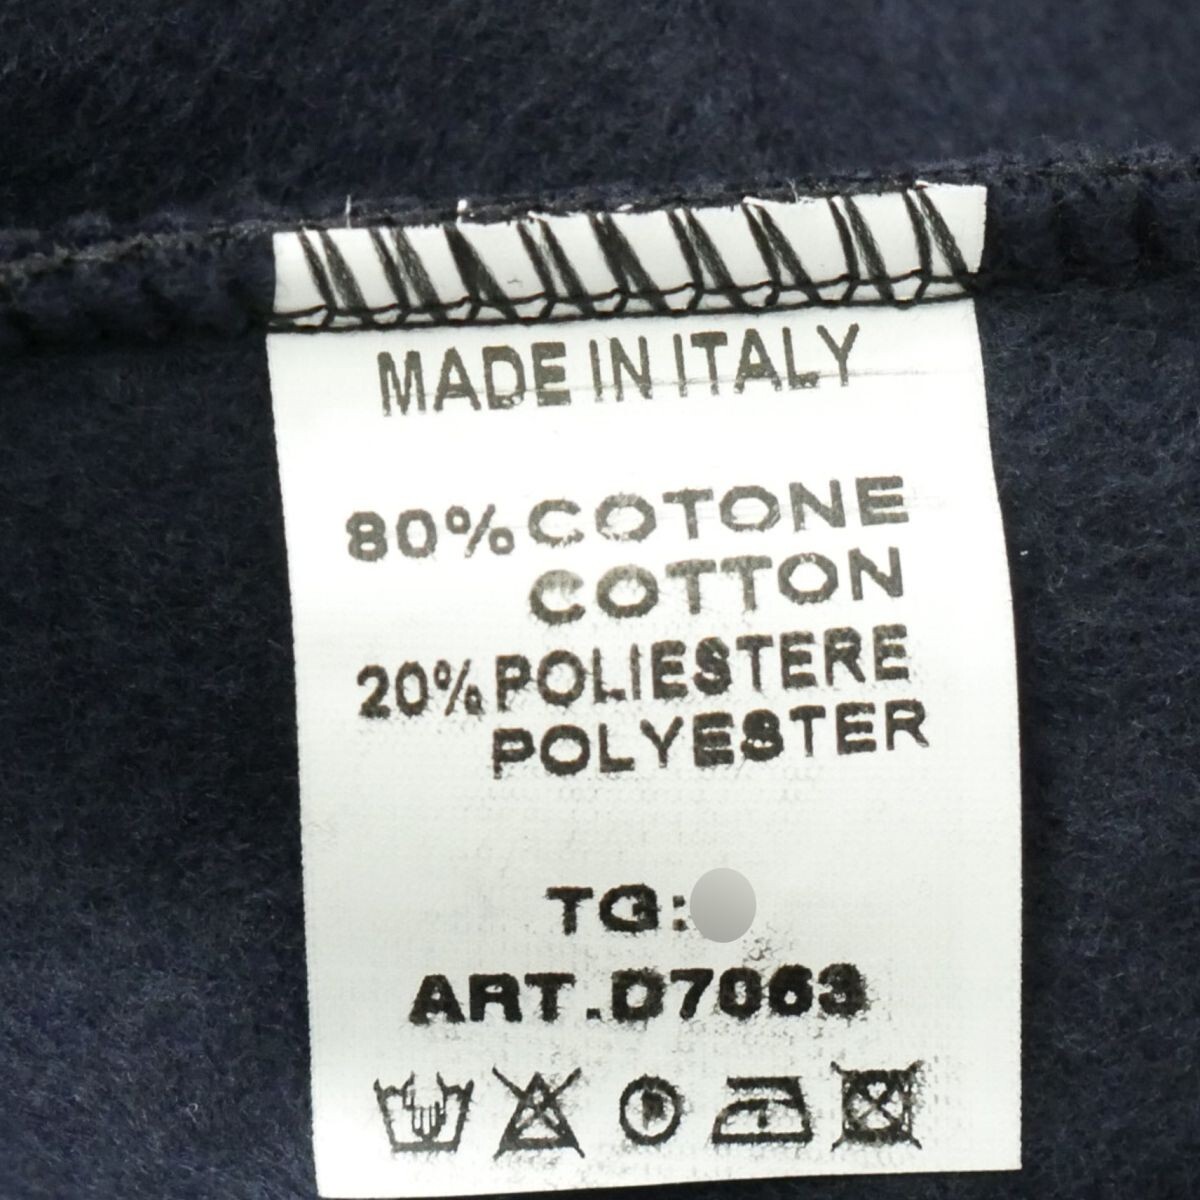 MADE IN ITALY
80% COTONE
COTTON
20% POLIESTERE
POLYESTER
TG:
ART.D7063